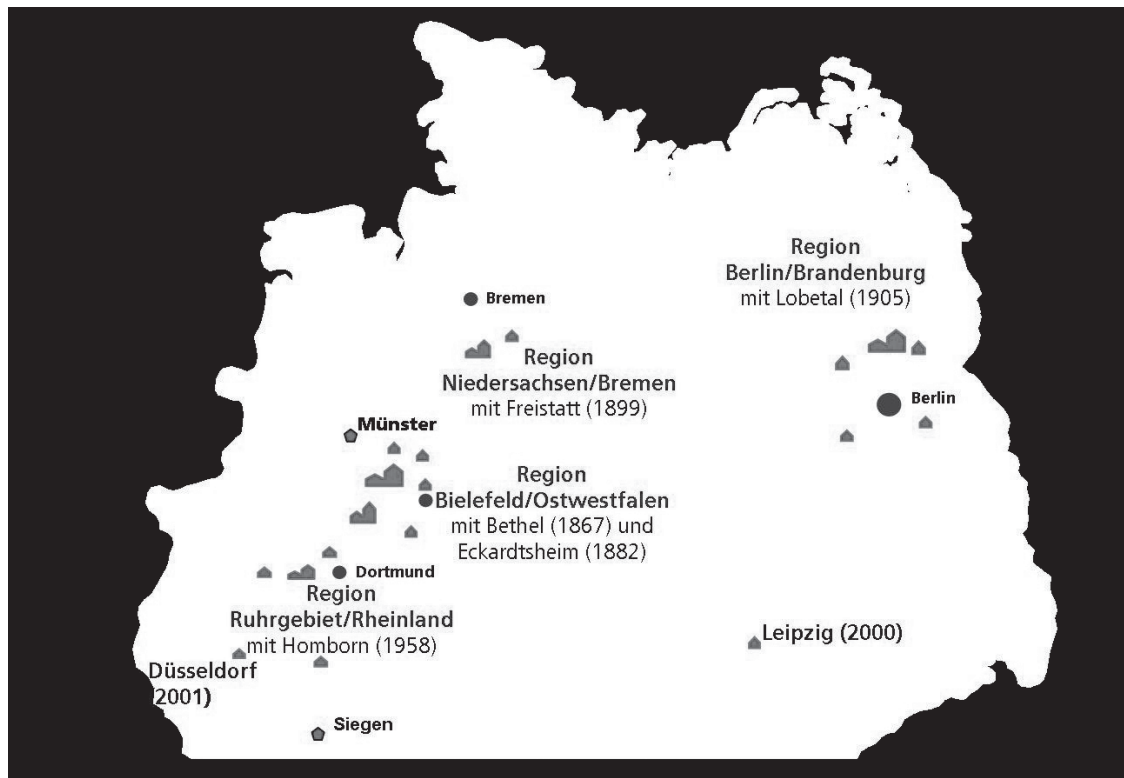 Region
Berlin/Brandenburg
mit Lobetal (1905)
Bremen
Region
Niedersachsen/Bremen
mit Freistatt (1899)
Berlin
Münster
Region
Bielefeld/Ostwestfalen
mit Bethel (1867) und
Eckardtsheim (1882)
Dortmund
Region
Ruhrgebiet/Rheinland
mit Homborn (1958)
Leipzig (2000)
Düsseldorf
(2001)
Siegen